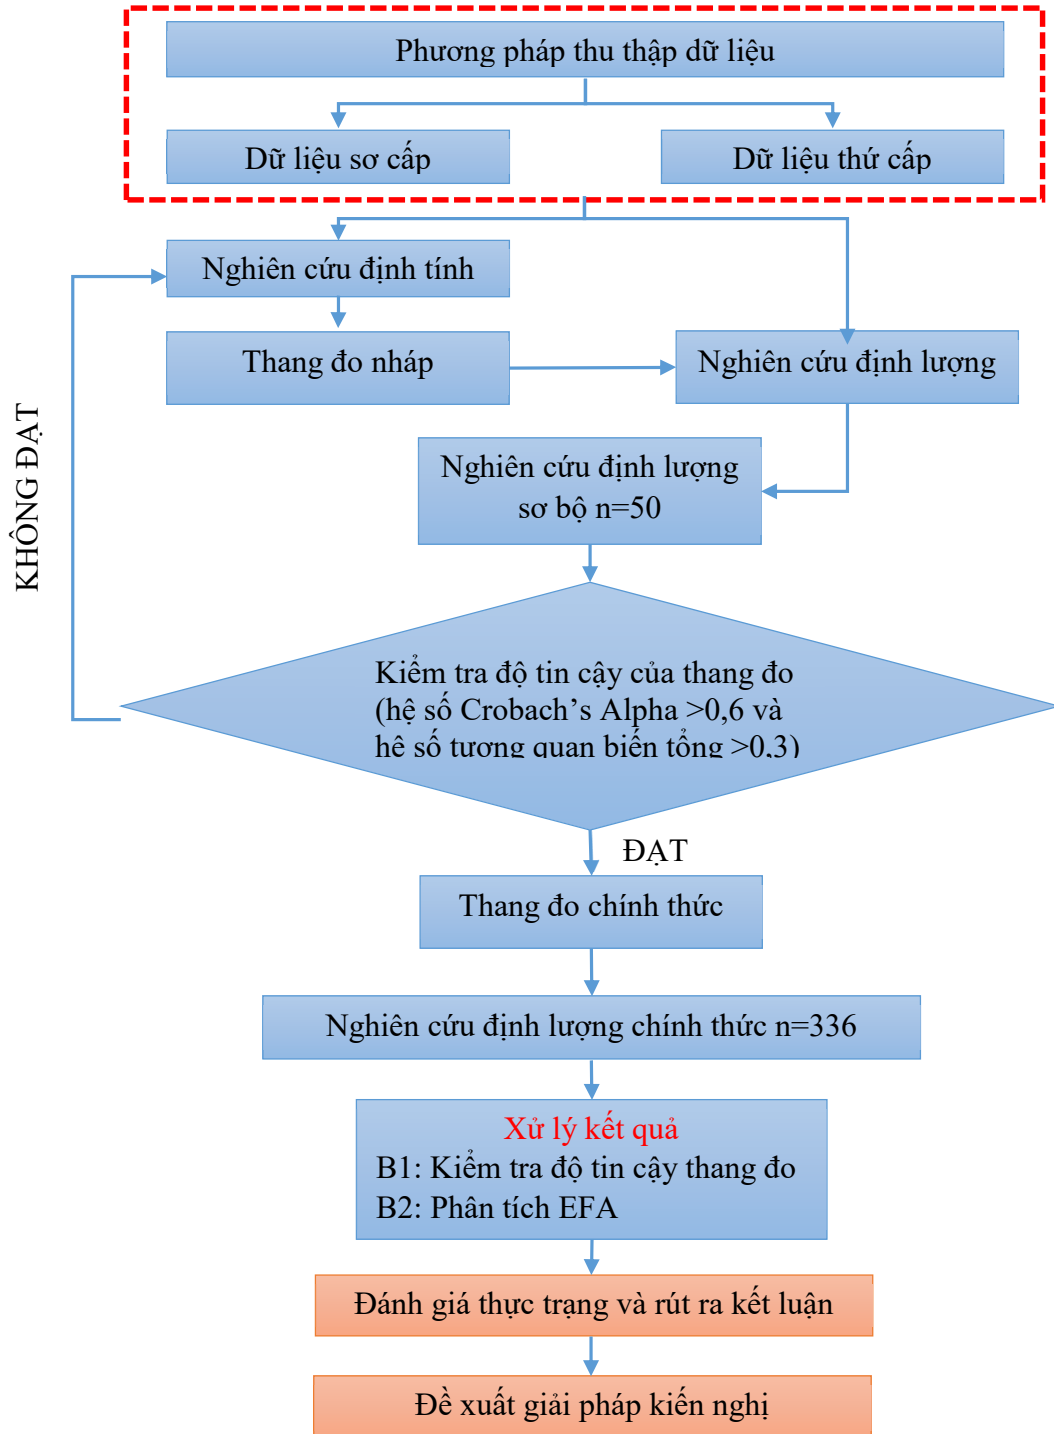 Phương pháp thu thập dữ liệu
Dữ liệu sơ cấp
Dữ liệu thứ cấp
Nghiên cứu định tính
Thang đo nháp
Nghiên cứu định lượng
KHÔNG ĐẠT
Nghiên cứu định lượng
sơ bộ n=50
Kiểm tra độ tin cậy của thang đo
(hệ số Crobach’s Alpha >0,6 và
hệ số tương quan biến tổng >0,3)
ĐẠT
Thang đo chính thức
Nghiên cứu định lượng chính thức n=336
Xử lý kết quả
B1: Kiểm tra độ tin cậy thang đo
B2: Phân tích EFA
Đánh giá thực trạng và rút ra kết luận
Đề xuất giải pháp kiến nghị